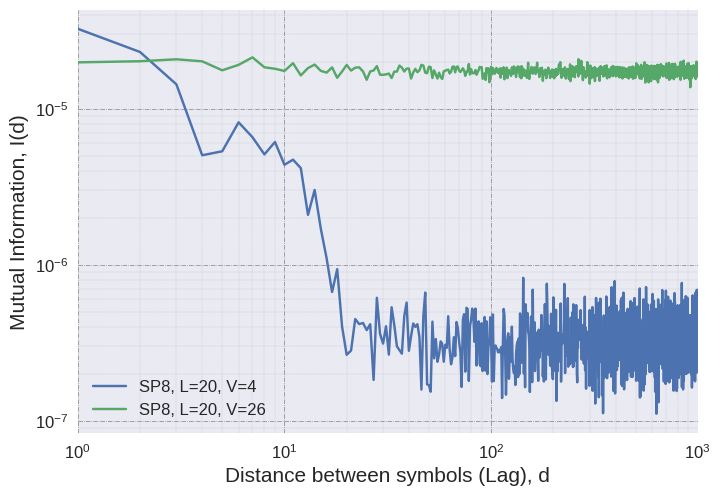 Mutual Information, I(d)
10⁻⁵
10⁻⁶
10⁻⁷
SP8, L=20, V=4
SP8, L=20, V=26
10⁰ 10¹ 10² 10³
Distance between symbols (Lag), d